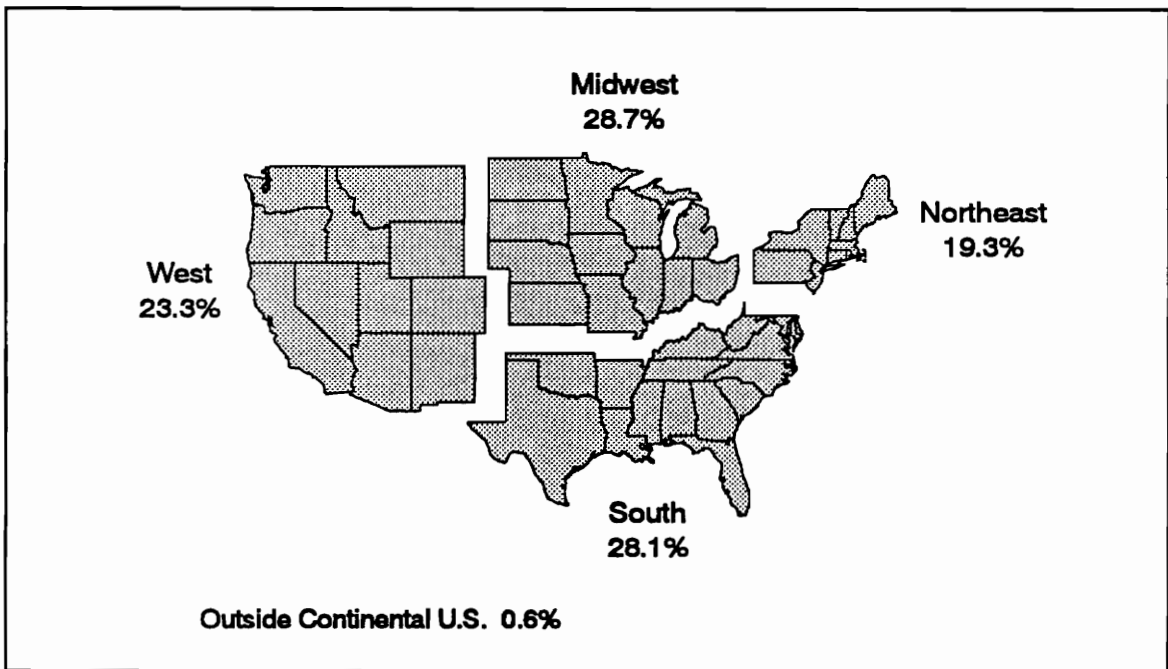 Midwest
28.7%
Northeast
19.3%
West
23.3%
South
28.1%
Outside Continental U.S. 0.6%